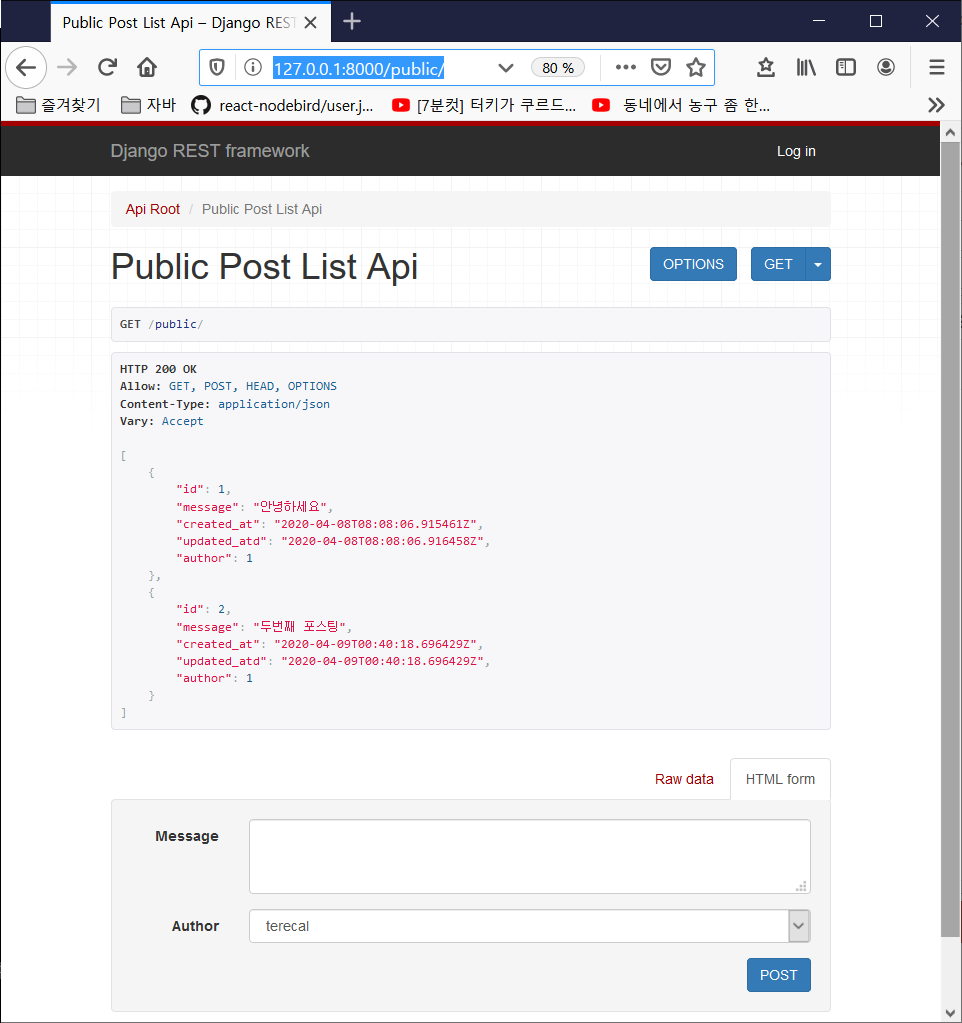 Public Post List Api – Django REST
127.0.0.1:8000/public/
80 %
즐겨찾기
자바
react-nodebird/user.j...
[7분컷] 터키가 쿠르드...
동네에서 농구 좀 한...
Django REST framework
Log in
Api Root / Public Post List Api
Public Post List Api
OPTIONS
GET
GET /public/
HTTP 200 OK
Allow: GET, POST, HEAD, OPTIONS
Content-Type: application/json
Vary: Accept
[
{
"id": 1,
"message": "안녕하세요",
"created_at": "2020-04-08T08:08:06.915461Z",
"updated_atd": "2020-04-08T08:08:06.916458Z",
"author": 1
},
{
"id": 2,
"message": "두번째 포스팅",
"created_at": "2020-04-09T00:40:18.696429Z",
"updated_atd": "2020-04-09T00:40:18.696429Z",
"author": 1
}
]
Raw data
HTML form
Message
Author
terecal
POST